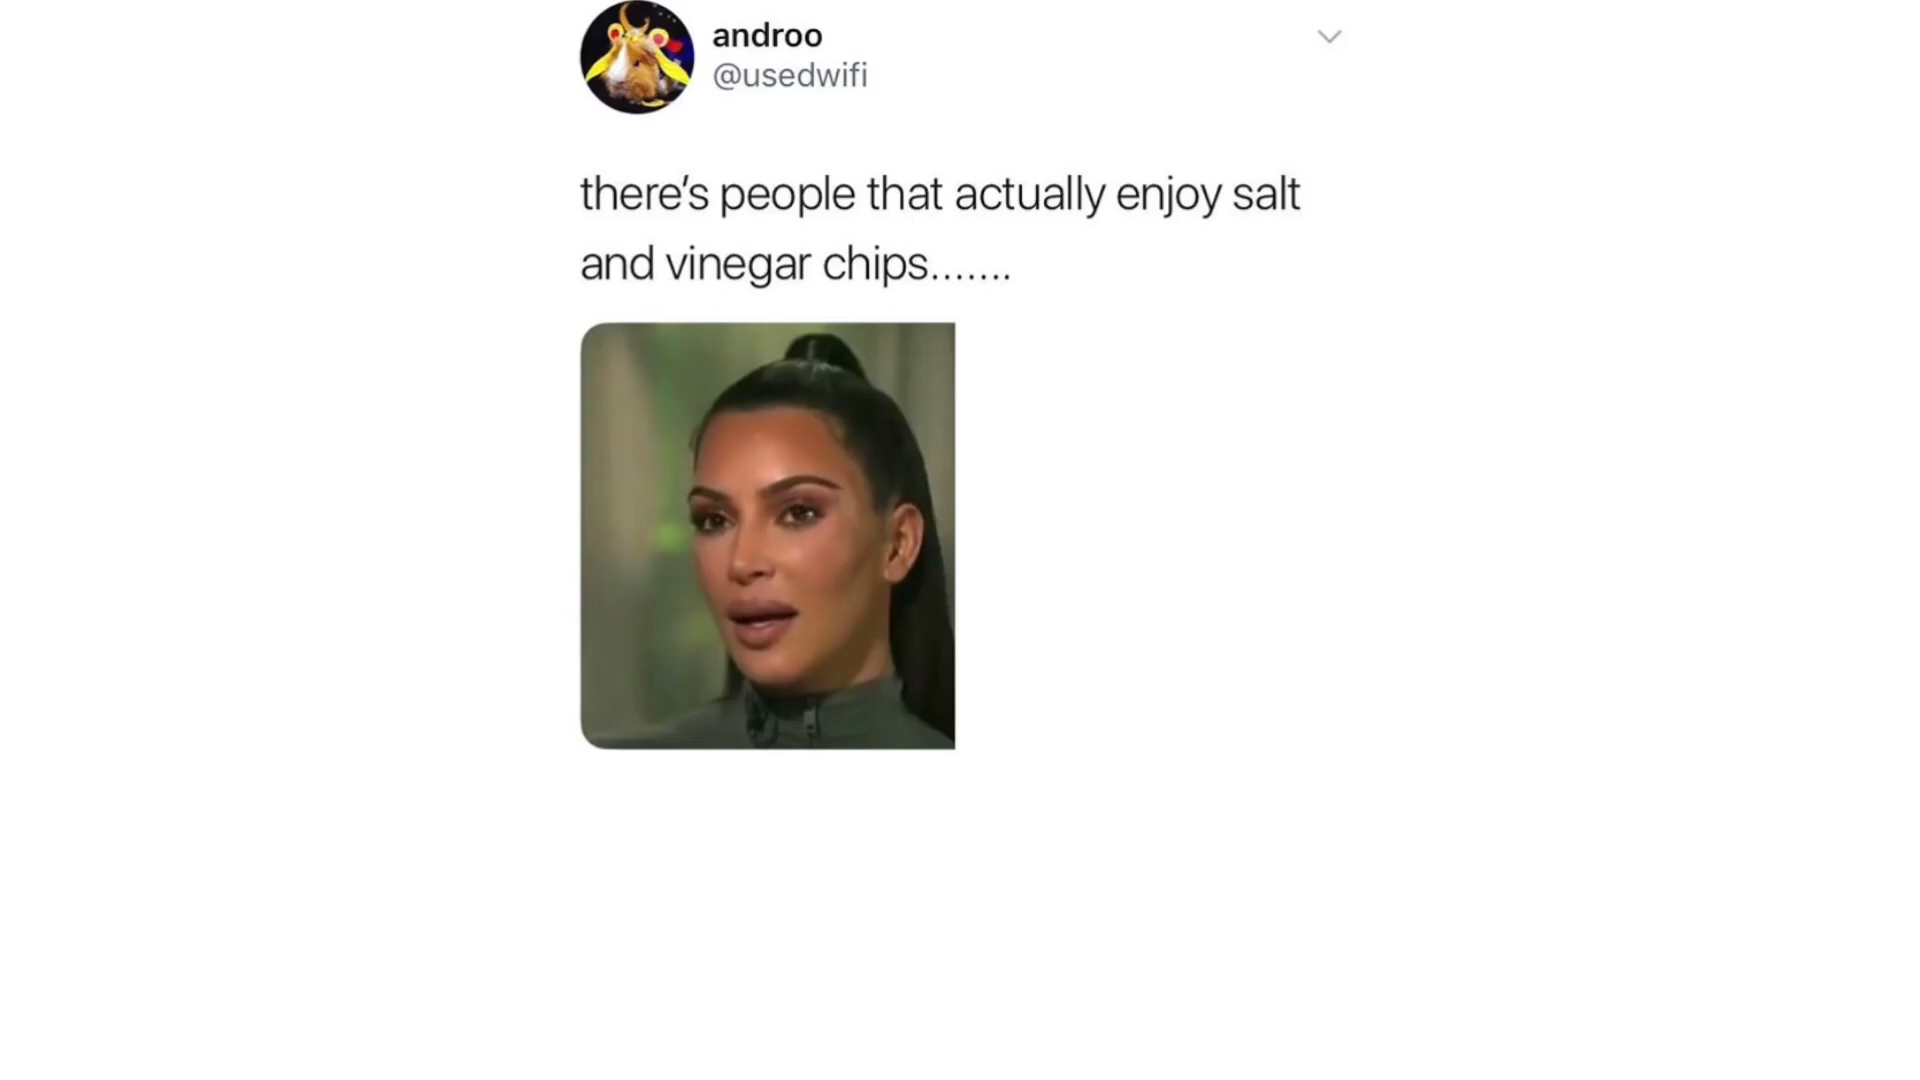 androo
@usedwifi
there’s people that actually enjoy salt
and vinegar chips.......